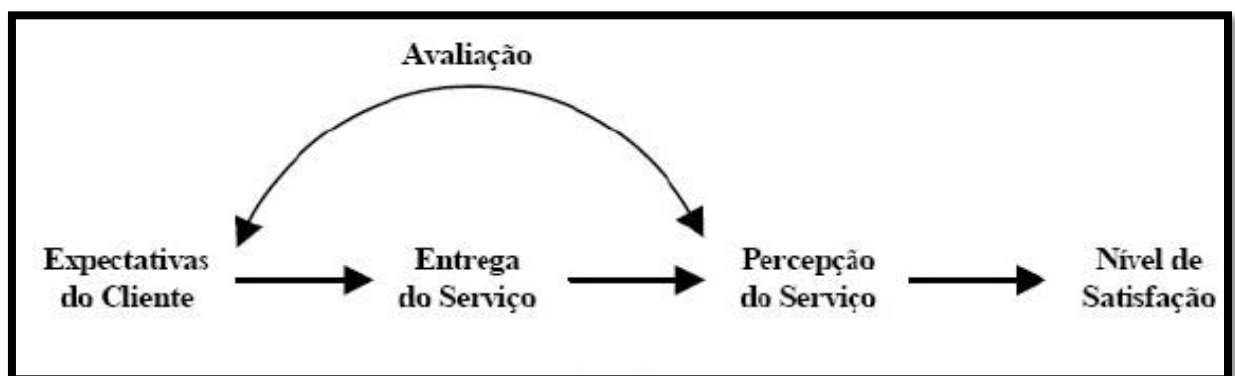 Avaliação
Expectativas
do Cliente
Entrega
do Serviço
Percepção
do Serviço
Nível de
Satisfação